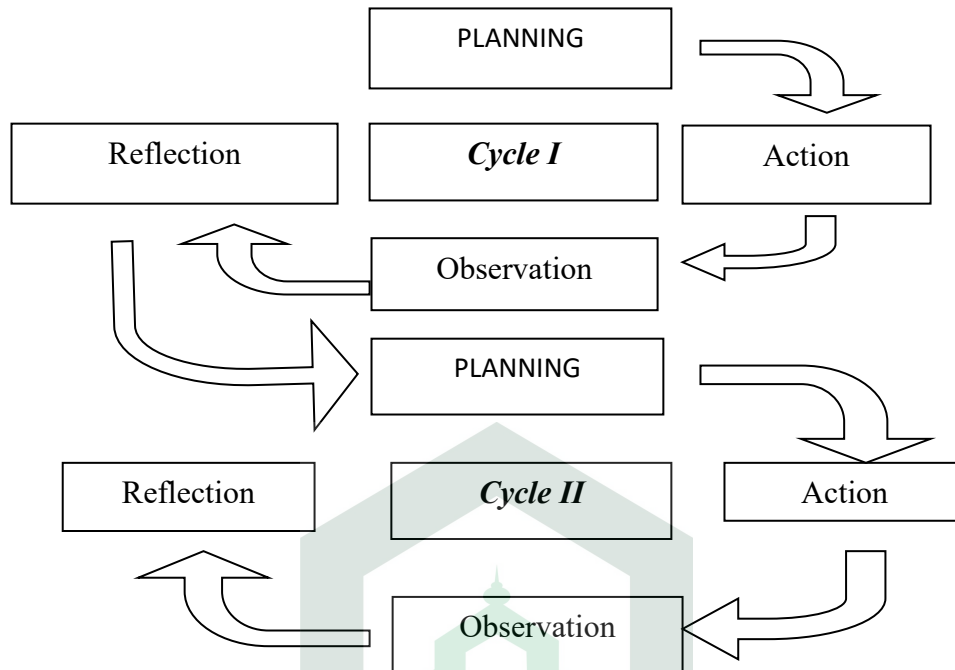 PLANNING
Reflection
Cycle I
Action
Observation
PLANNING
Reflection
Cycle II
Action
Observation